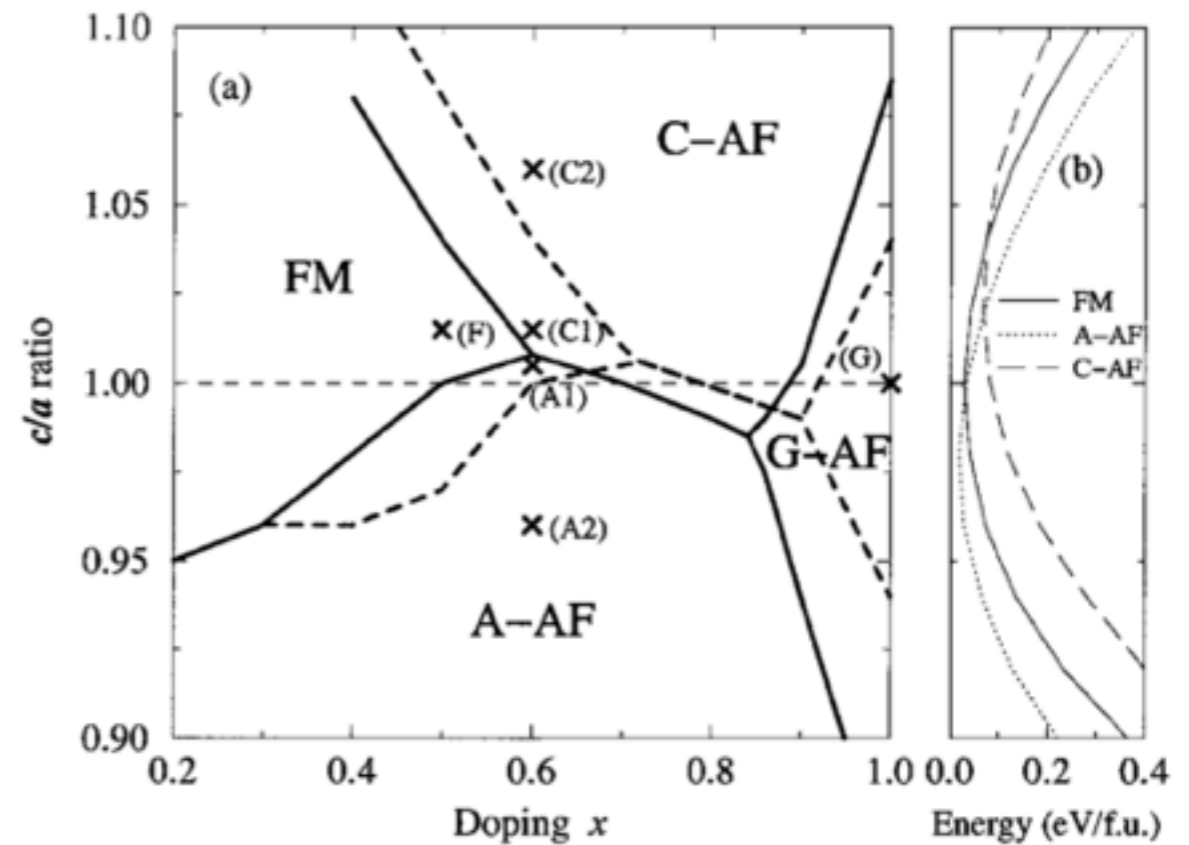 1.10
(a)
C–AF
(b)
(C2)
1.05
FM
FM
(F)
(C1)
A–AF
(G)
C–AF
1.00
(A1)
G–AF
(A2)
0.95
A–AF
0.90
0.2
0.4
0.6
0.8
1.0
0.0
0.2
0.4
c/a ratio
Doping x
Energy (eV/f.u.)